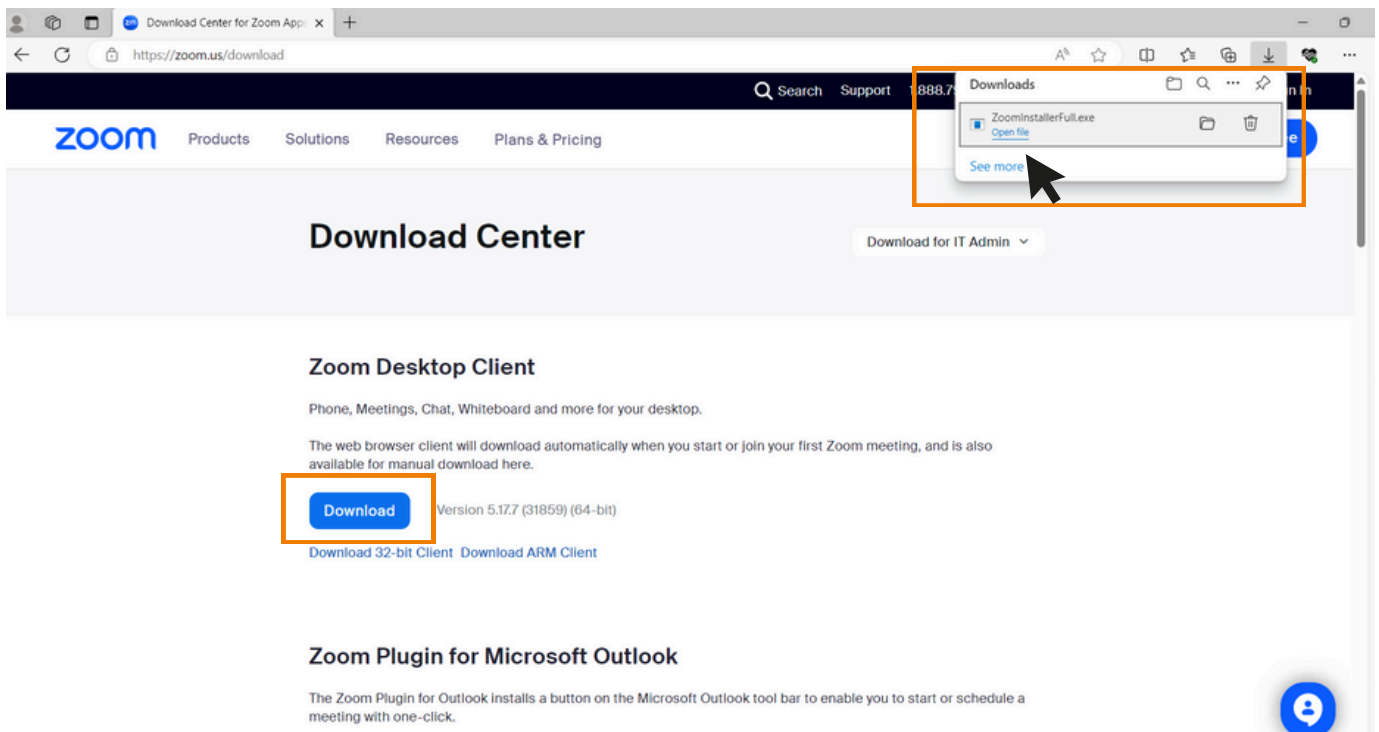 Download Center for Zoom App
https://zoom.us/download
Search Support 1.888.79
Downloads
ZoomInstallerFull.exe
Open file
See more
zoom Products Solutions Resources Plans & Pricing
Download Center
Download for IT Admin
Zoom Desktop Client
Phone, Meetings, Chat, Whiteboard and more for your desktop.
The web browser client will download automatically when you start or join your first Zoom meeting, and is also
available for manual download here.
Download Version 5.17.7 (31859) (64-bit)
Download 32-bit Client Download ARM Client
Zoom Plugin for Microsoft Outlook
The Zoom Plugin for Outlook installs a button on the Microsoft Outlook tool bar to enable you to start or schedule a
meeting with one-click.